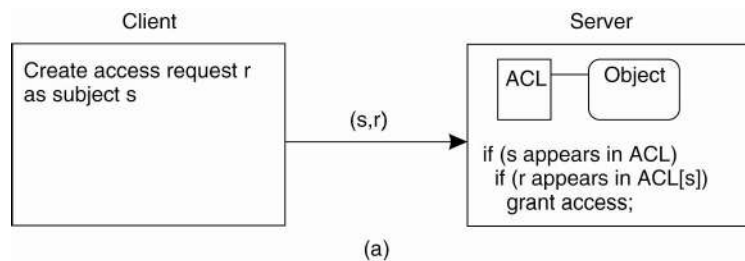 Client
Server
Create access request r
as subject s
(s,r)
ACL
Object
if (s appears in ACL)
if (r appears in ACL[s])
grant access;
(a)